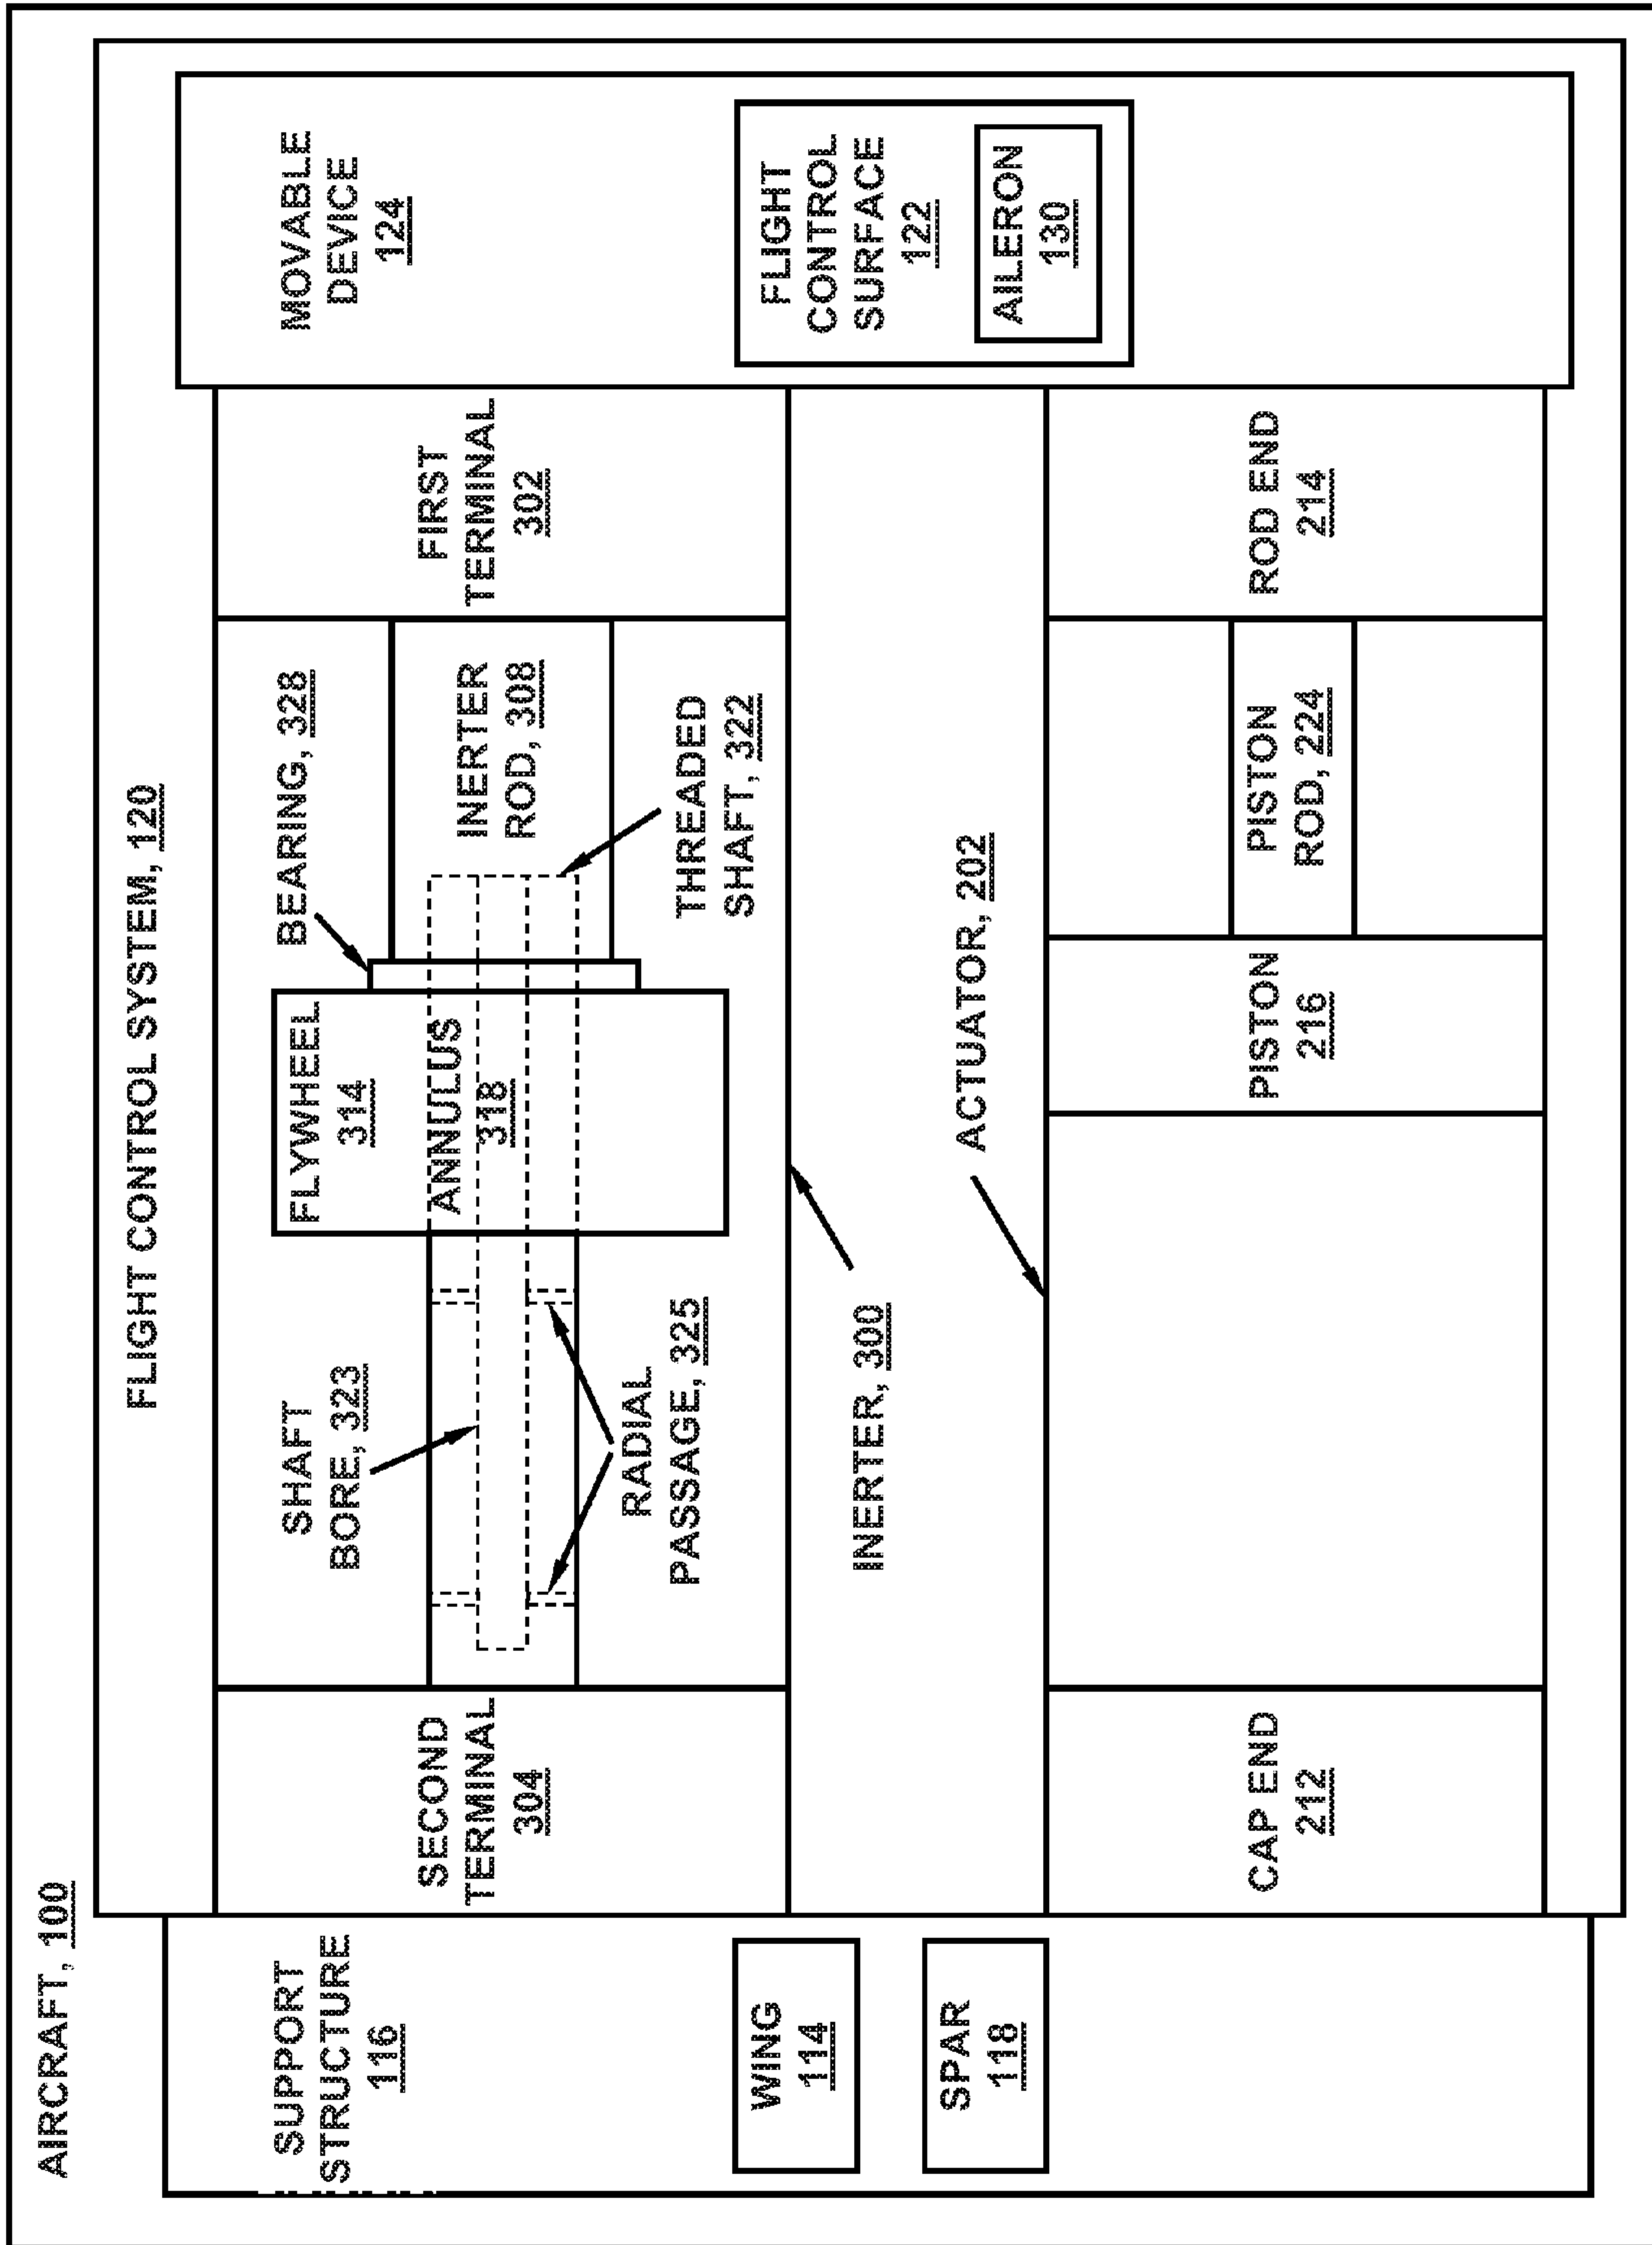 AIRCRAFT, 100
FLIGHT CONTROL SYSTEM, 120
SUPPORT
STRUCTURE
116
WING
114
SPAR
118
SECOND
TERMINAL
304
SHAFT
BORE, 323
RADIAL
PASSAGE, 325
FLYWHEEL
314
ANNULUS
318
BEARING, 328
INERTER
ROD, 308
THREADED
SHAFT, 322
FIRST
TERMINAL
302
INERTER, 300
ACTUATOR, 202
CAP END
212
PISTON
216
PISTON
ROD, 224
ROD END
214
MOVABLE
DEVICE
124
FLIGHT
CONTROL
SURFACE
122
AILERON
130